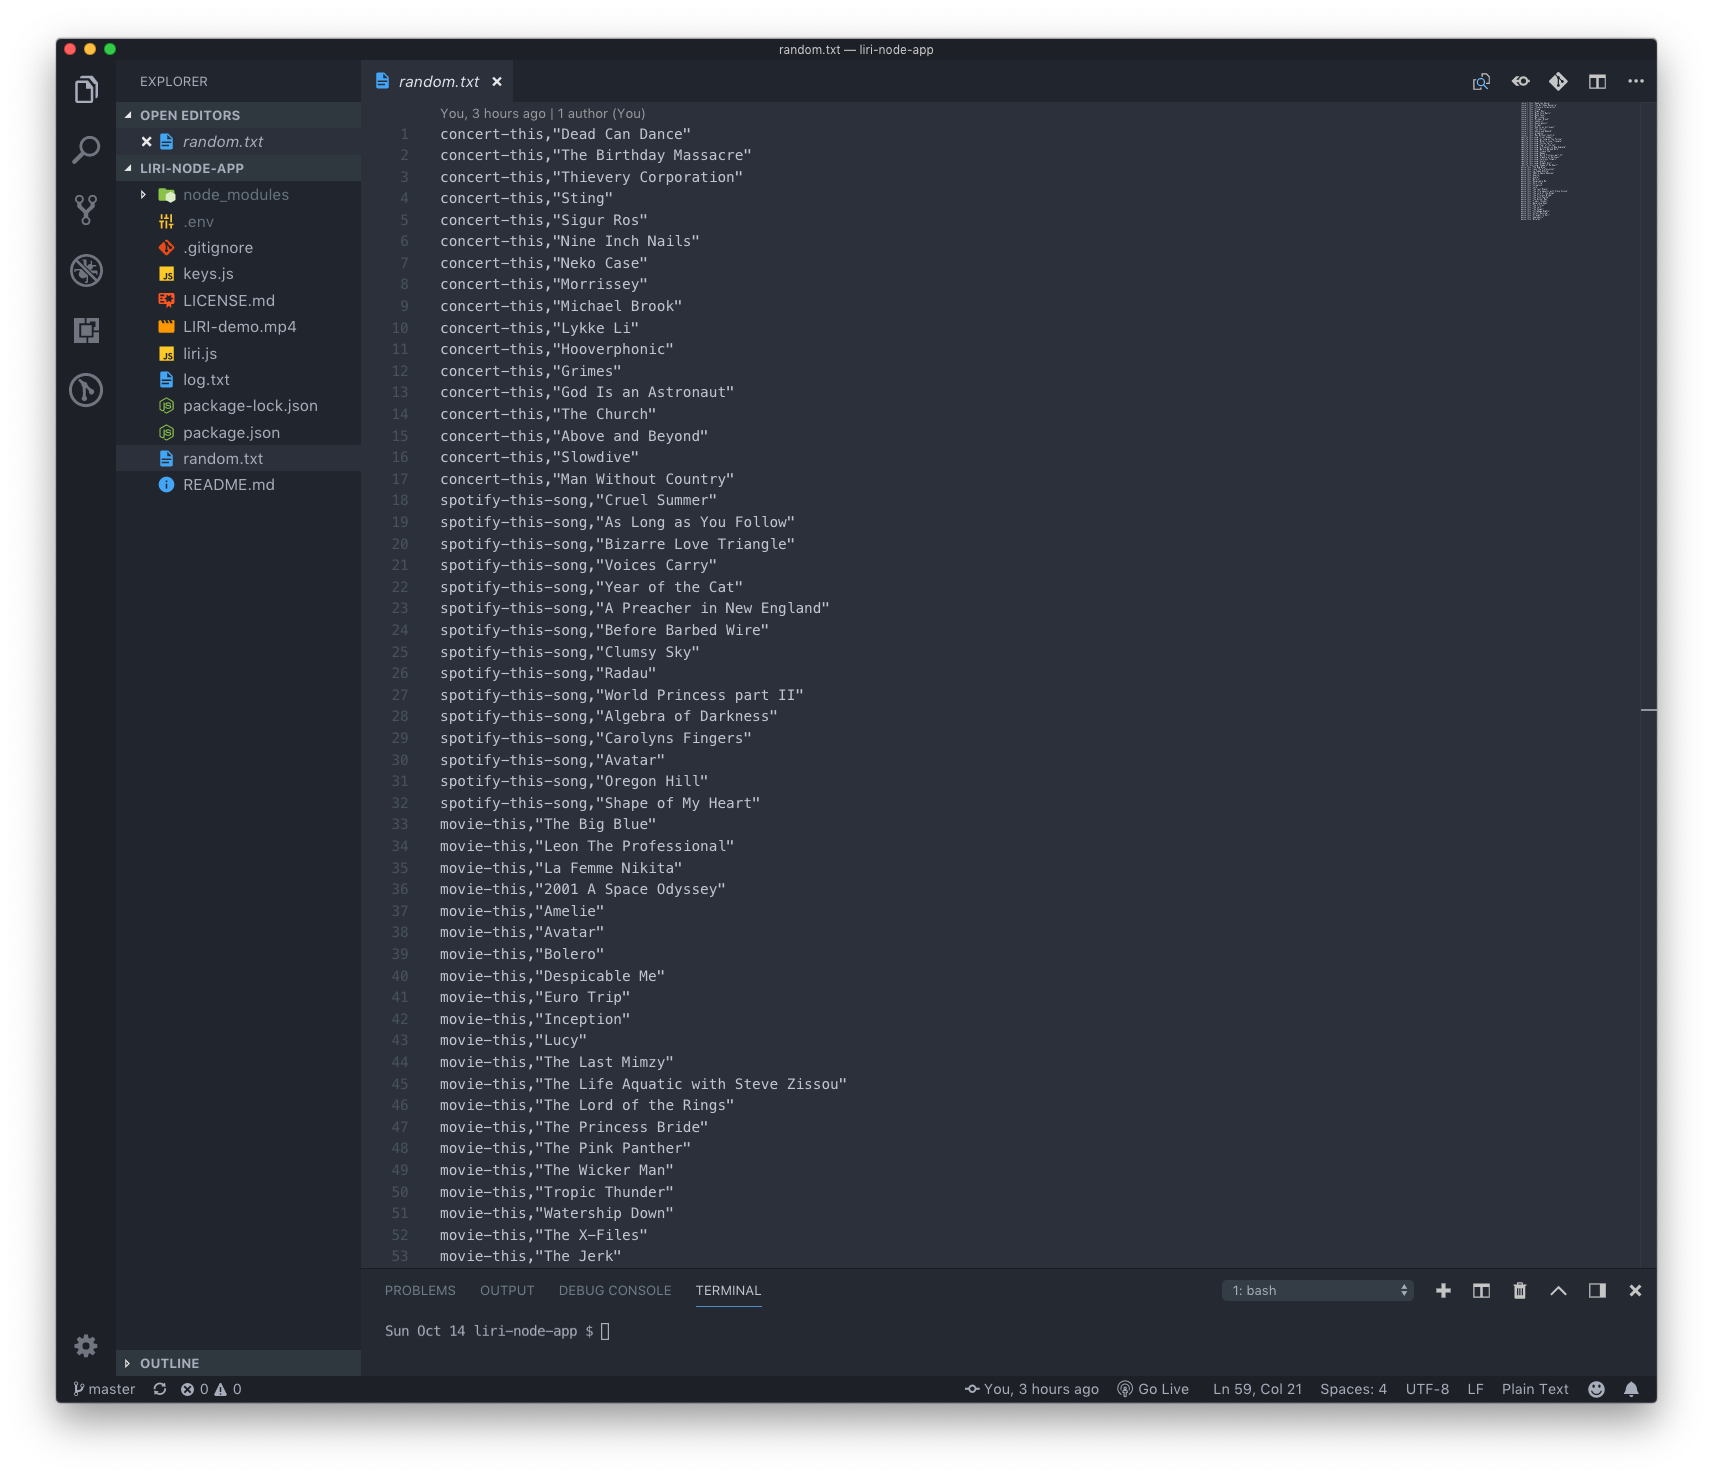 random.txt — liri-node-app
EXPLORER
OPEN EDITORS
random.txt
LIRI-NODE-APP
node_modules
.env
.gitignore
keys.js
LICENSE.md
LIRI-demo.mp4
liri.js
log.txt
package-lock.json
package.json
random.txt
README.md
OUTLINE
random.txt
You, 3 hours ago | 1 author (You)
1 concert-this,"Dead Can Dance"
2 concert-this,"The Birthday Massacre"
3 concert-this,"Thievery Corporation"
4 concert-this,"Sting"
5 concert-this,"Sigur Ros"
6 concert-this,"Nine Inch Nails"
7 concert-this,"Neko Case"
8 concert-this,"Morrissey"
9 concert-this,"Michael Brook"
10 concert-this,"Lykke Li"
11 concert-this,"Hooverphonic"
12 concert-this,"Grimes"
13 concert-this,"God Is an Astronaut"
14 concert-this,"The Church"
15 concert-this,"Above and Beyond"
16 concert-this,"Slowdive"
17 concert-this,"Man Without Country"
18 spotify-this-song,"Cruel Summer"
19 spotify-this-song,"As Long as You Follow"
20 spotify-this-song,"Bizarre Love Triangle"
21 spotify-this-song,"Voices Carry"
22 spotify-this-song,"Year of the Cat"
23 spotify-this-song,"A Preacher in New England"
24 spotify-this-song,"Before Barbed Wire"
25 spotify-this-song,"Clumsy Sky"
26 spotify-this-song,"Radau"
27 spotify-this-song,"World Princess part II"
28 spotify-this-song,"Algebra of Darkness"
29 spotify-this-song,"Carolyns Fingers"
30 spotify-this-song,"Avatar"
31 spotify-this-song,"Oregon Hill"
32 spotify-this-song,"Shape of My Heart"
33 movie-this,"The Big Blue"
34 movie-this,"Leon The Professional"
35 movie-this,"La Femme Nikita"
36 movie-this,"2001 A Space Odyssey"
37 movie-this,"Amelie"
38 movie-this,"Avatar"
39 movie-this,"Bolero"
40 movie-this,"Despicable Me"
41 movie-this,"Euro Trip"
42 movie-this,"Inception"
43 movie-this,"Lucy"
44 movie-this,"The Last Mimzy"
45 movie-this,"The Life Aquatic with Steve Zissou"
46 movie-this,"The Lord of the Rings"
47 movie-this,"The Princess Bride"
48 movie-this,"The Pink Panther"
49 movie-this,"The Wicker Man"
50 movie-this,"Tropic Thunder"
51 movie-this,"Watership Down"
52 movie-this,"The X-Files"
53 movie-this,"The Jerk"
PROBLEMS OUTPUT DEBUG CONSOLE TERMINAL 1: bash
Sun Oct 14 liri-node-app $
master 0 0 You, 3 hours ago Go Live Ln 59, Col 21 Spaces: 4 UTF-8 LF Plain Text